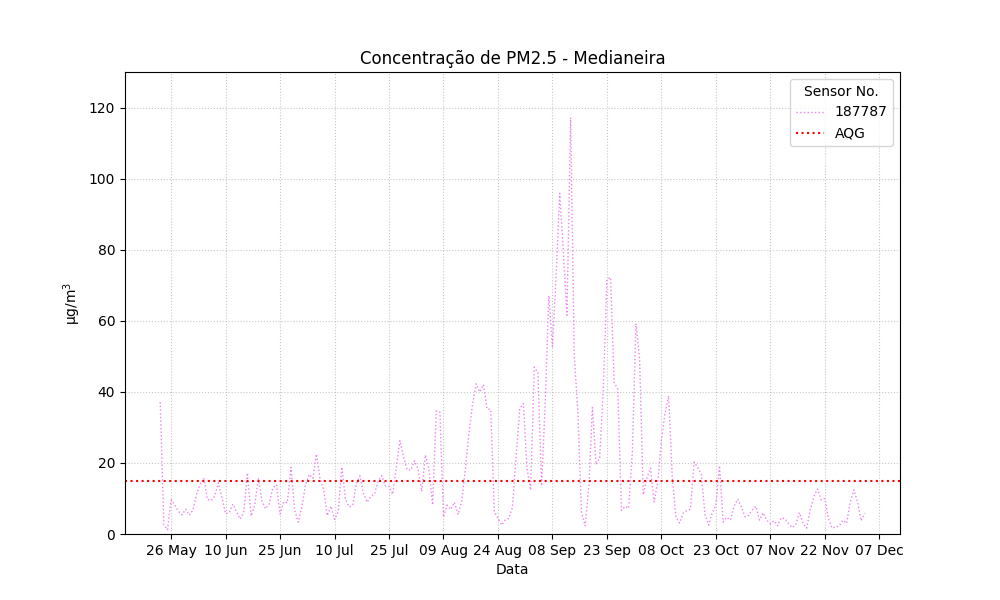 Concentração de PM2.5 - Medianeira
Sensor No.
187787
AQG
120
100
80
60
40
20
0
µg/m³
26 May 10 Jun 25 Jun 10 Jul 25 Jul 09 Aug 24 Aug 08 Sep 23 Sep 08 Oct 23 Oct 07 Nov 22 Nov 07 Dec
Data